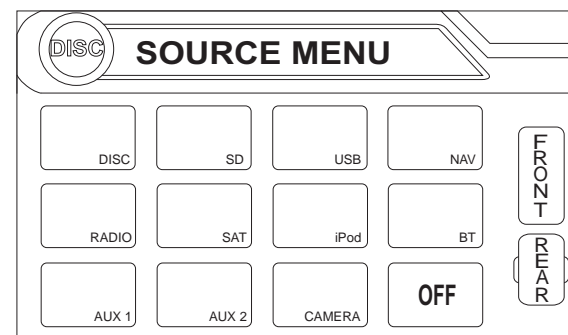 DISC SOURCE MENU
DISC SD USB NAV
RADIO SAT iPod BT
AUX 1 AUX 2 CAMERA OFF
FRONT
REAR